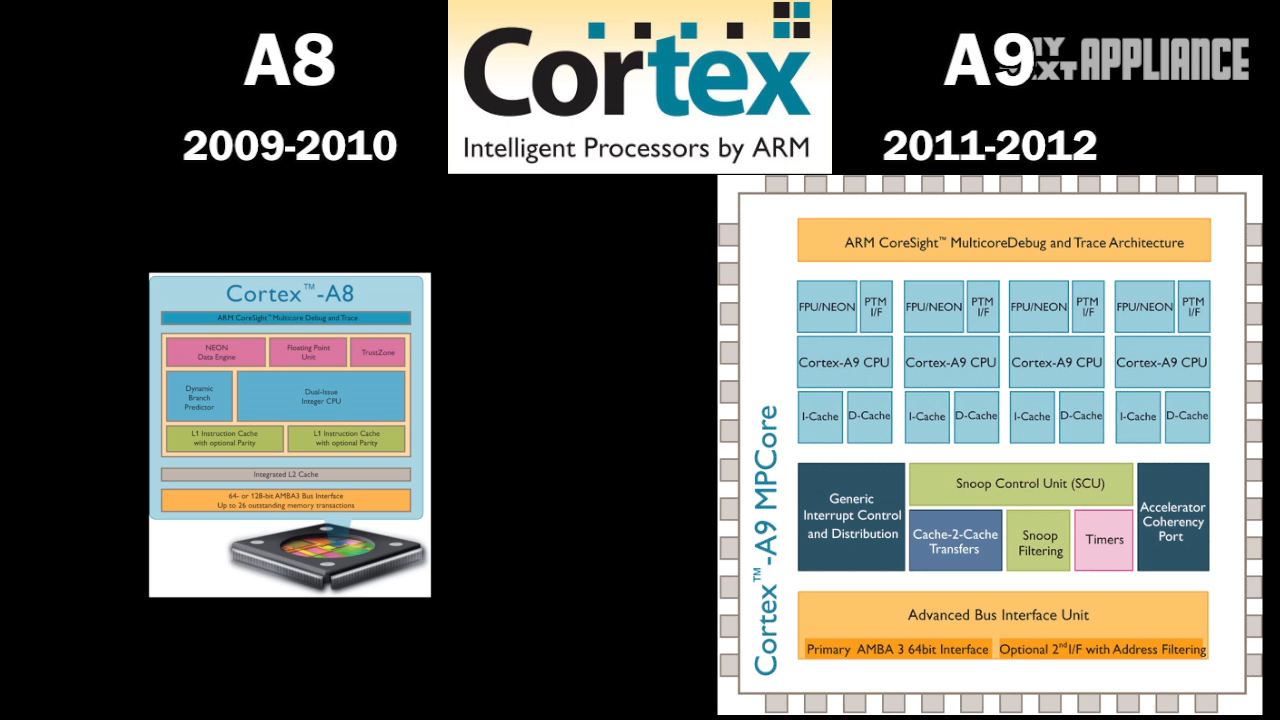 A8
2009-2010
Cortex
Intelligent Processors by ARM
A9
MY
NEXT APPLIANCE
2011-2012
Cortex™-A8
ARM CoreSight™ Multicore Debug and Trace
NEON
Data Engine
Floating Point
Unit
TrustZone
Dynamic
Branch
Predictor
Dual-Issue
Integer CPU
L1 Instruction Cache
with optional Parity
L1 Instruction Cache
with optional Parity
Integrated L2 Cache
64- or 128-bit AMBA3 Bus Interface
Up to 26 outstanding memory transactions
Cortex™-A9 MPCore
ARM CoreSight™ MulticoreDebug and Trace Architecture
FPU/NEON
PTM
I/F
FPU/NEON
PTM
I/F
FPU/NEON
PTM
I/F
FPU/NEON
PTM
I/F
Cortex-A9 CPU
Cortex-A9 CPU
Cortex-A9 CPU
Cortex-A9 CPU
I-Cache
D-Cache
I-Cache
D-Cache
I-Cache
D-Cache
I-Cache
D-Cache
Generic
Interrupt Control
and Distribution
Snoop Control Unit (SCU)
Cache-2-Cache
Transfers
Snoop
Filtering
Timers
Accelerator
Coherency
Port
Advanced Bus Interface Unit
Primary AMBA 3 64bit Interface
Optional 2nd I/F with Address Filtering